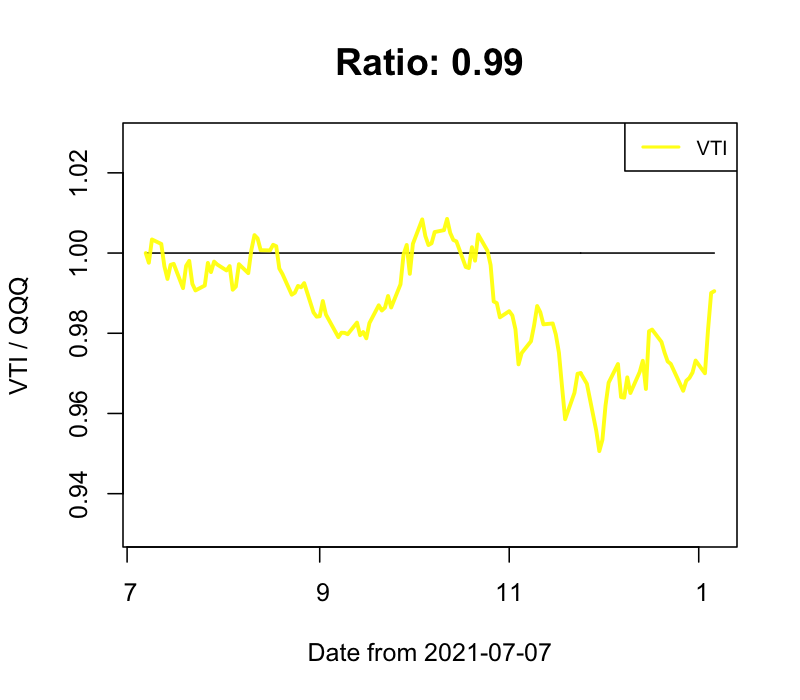 Ratio: 0.99
VTI
1.02
1.00
0.98
0.96
0.94
VTI / QQQ
7 9 11 1
Date from 2021-07-07